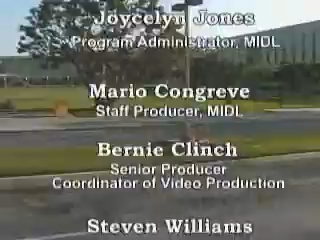 Joycelyn Jones
Program Administrator, MIDL
Mario Congreve
Staff Producer, MIDL
Bernie Clinch
Senior Producer
Coordinator of Video Production
Steven Williams